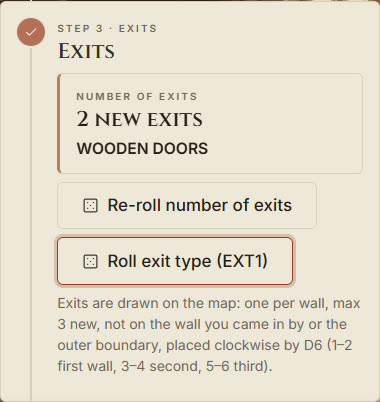 STEP 3 · EXITS
EXITS
NUMBER OF EXITS
2 NEW EXITS
WOODEN DOORS
Re-roll number of exits
Roll exit type (EXT1)
Exits are drawn on the map: one per wall, max
3 new, not on the wall you came in by or the
outer boundary, placed clockwise by D6 (1–2
first wall, 3–4 second, 5–6 third).